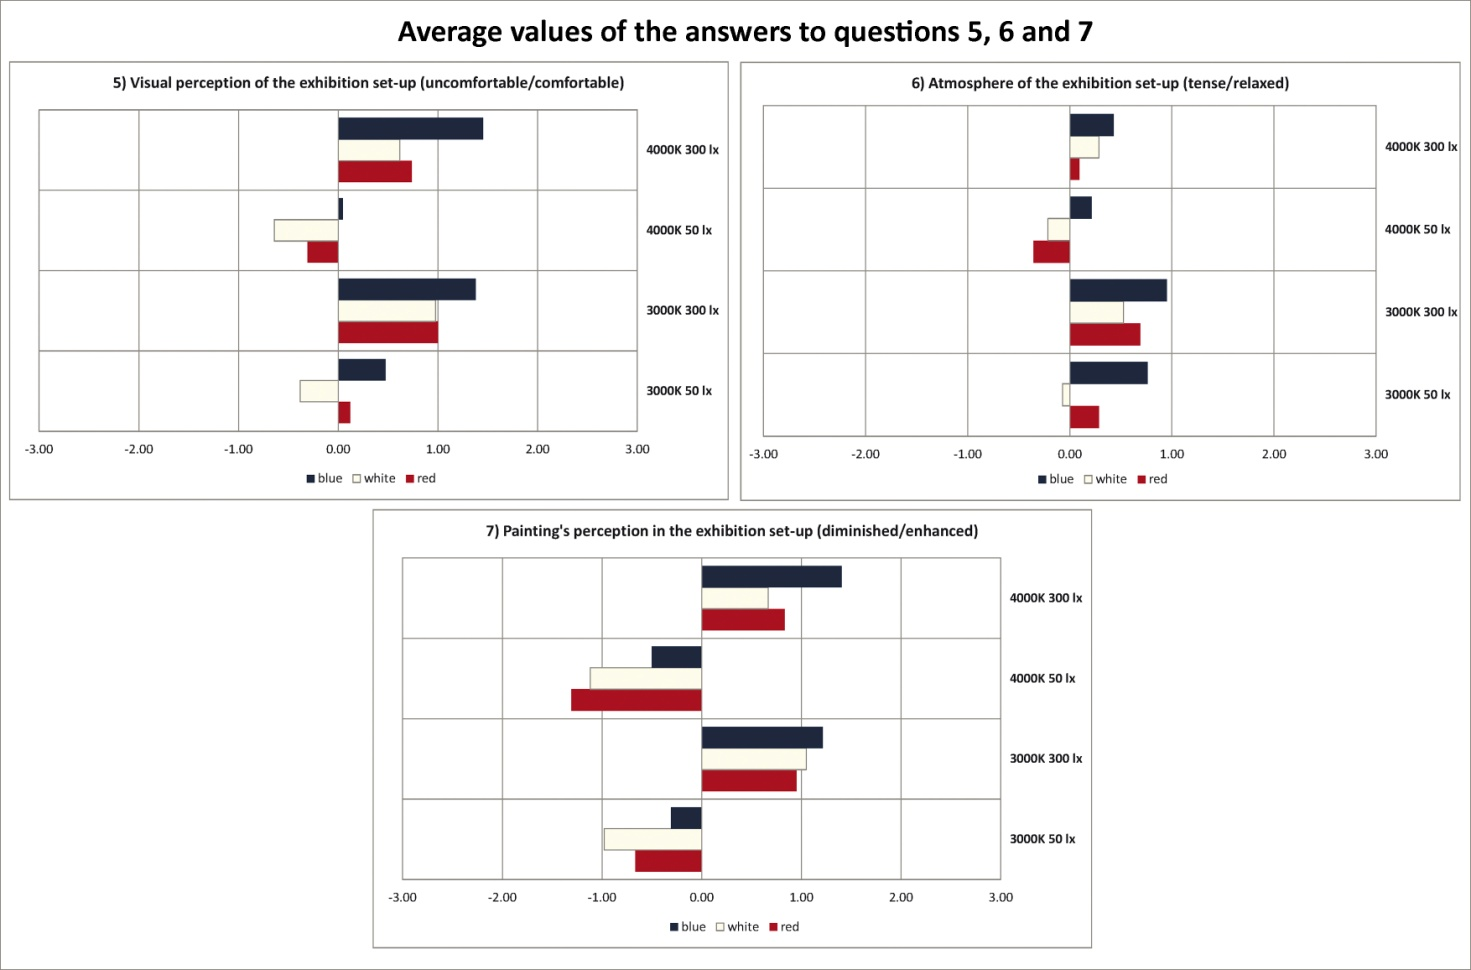 Average values of the answers to questions 5, 6 and 7
5) Visual perception of the exhibition set-up (uncomfortable/comfortable)
4000K 300 lx
4000K 50 lx
3000K 300 lx
3000K 50 lx
-3.00 -2.00 -1.00 0.00 1.00 2.00 3.00
blue white red
6) Atmosphere of the exhibition set-up (tense/relaxed)
4000K 300 lx
4000K 50 lx
3000K 300 lx
3000K 50 lx
-3.00 -2.00 -1.00 0.00 1.00 2.00 3.00
blue white red
7) Painting's perception in the exhibition set-up (diminished/enhanced)
4000K 300 lx
4000K 50 lx
3000K 300 lx
3000K 50 lx
-3.00 -2.00 -1.00 0.00 1.00 2.00 3.00
blue white red